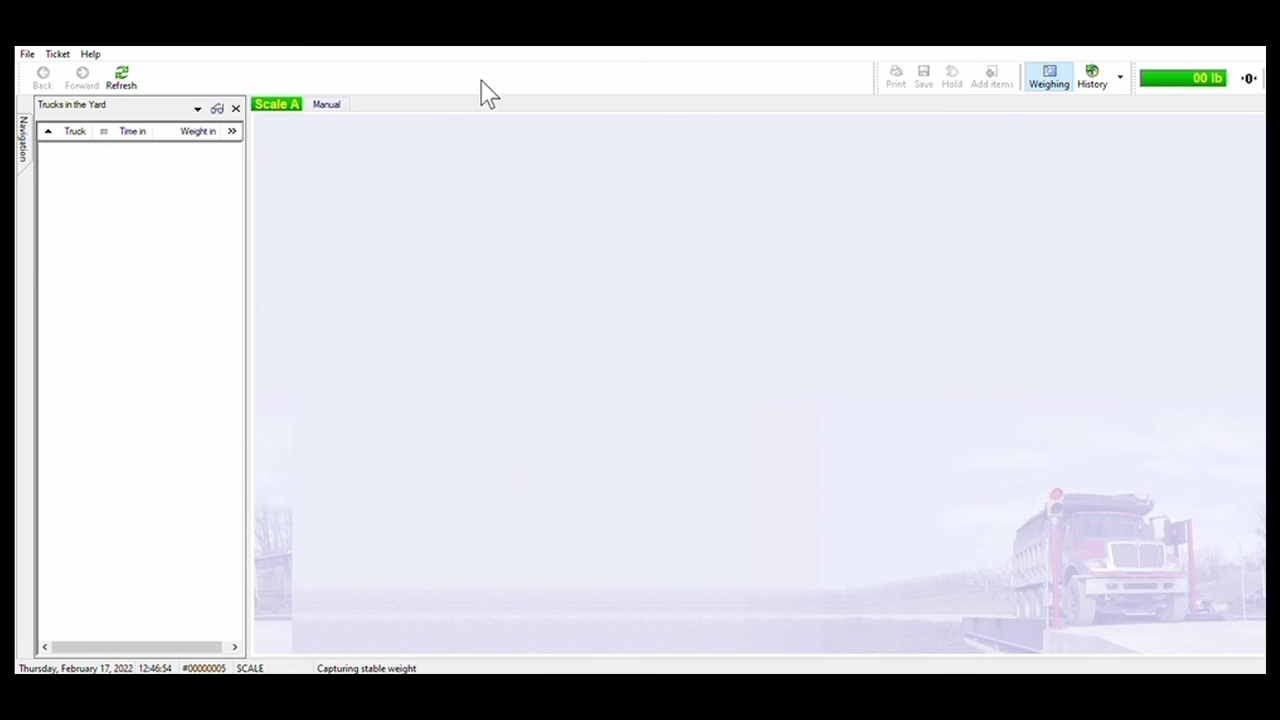 File Ticket Help
Back Forward Refresh Print Save Hold Add items Weighing History 00 lb
Trucks in the Yard Scale A Manual
Truck Time in Weight in
Navigation
Thursday, February 17, 2022 12:46:54 #00000005 SCALE Capturing stable weight